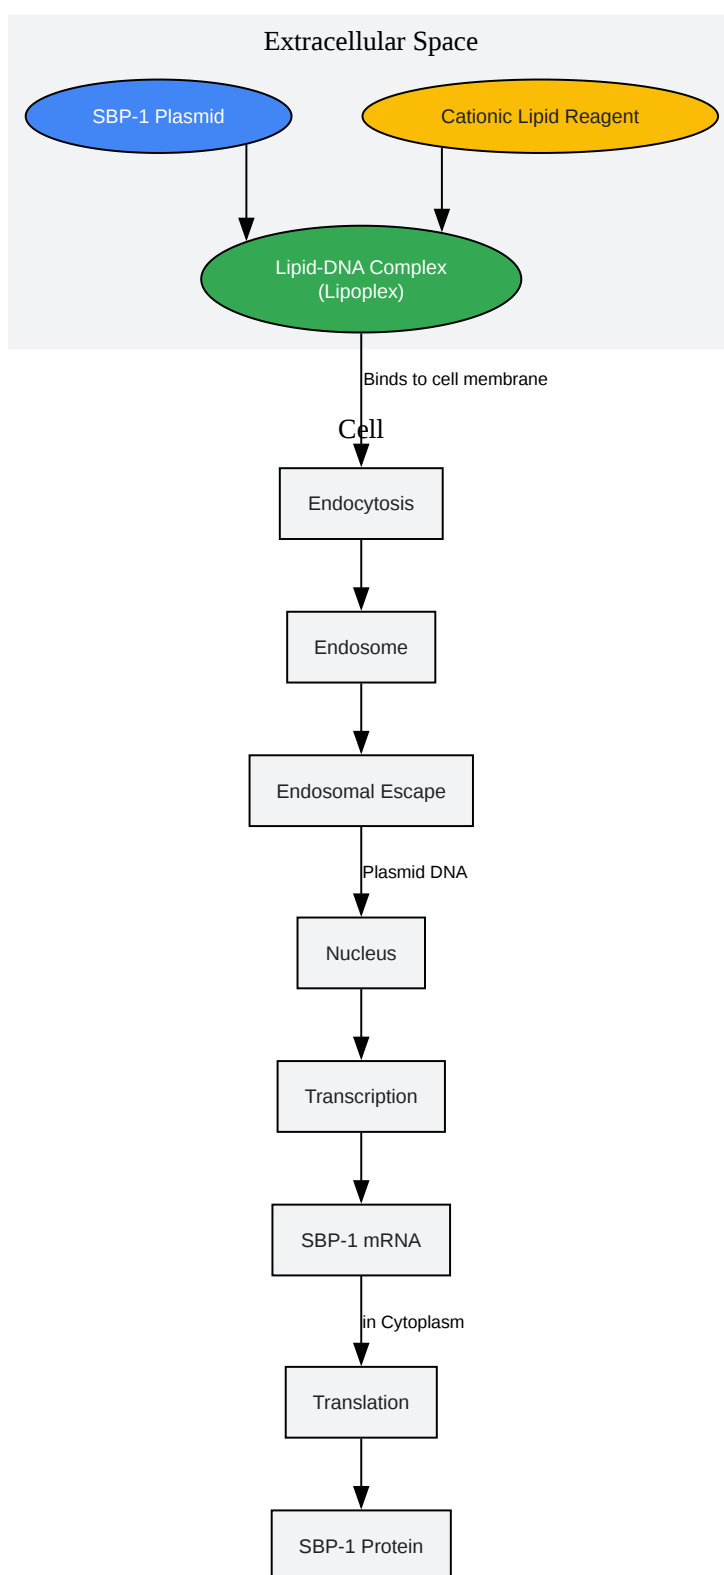 Extracellular Space
SBP-1 Plasmid
Cationic Lipid Reagent
Lipid-DNA Complex
(Lipoplex)
Binds to cell membrane
Cell
Endocytosis
Endosome
Endosomal Escape
Plasmid DNA
Nucleus
Transcription
SBP-1 mRNA
in Cytoplasm
Translation
SBP-1 Protein